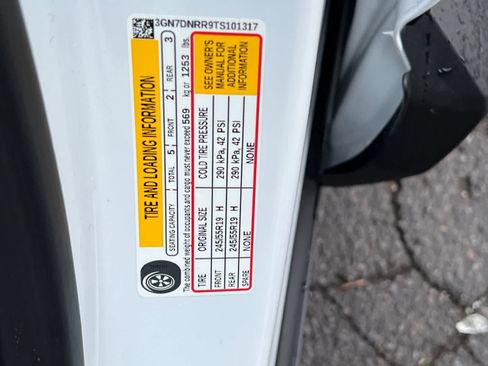 3GN7DNRR9TS101317
TIRE AND LOADING INFORMATION
SEATING CAPACITY TOTAL 5 FRONT 2 REAR 3
The combined weight of occupants and cargo must never exceed 569 kg or 1253 lbs.
TIRE ORIGINAL SIZE COLD TIRE PRESSURE
FRONT 245/55R19 H 290 kPa, 42 PSI
REAR 245/55R19 H 290 kPa, 42 PSI
SPARE NONE NONE
SEE OWNER'S
MANUAL FOR
ADDITIONAL
INFORMATION